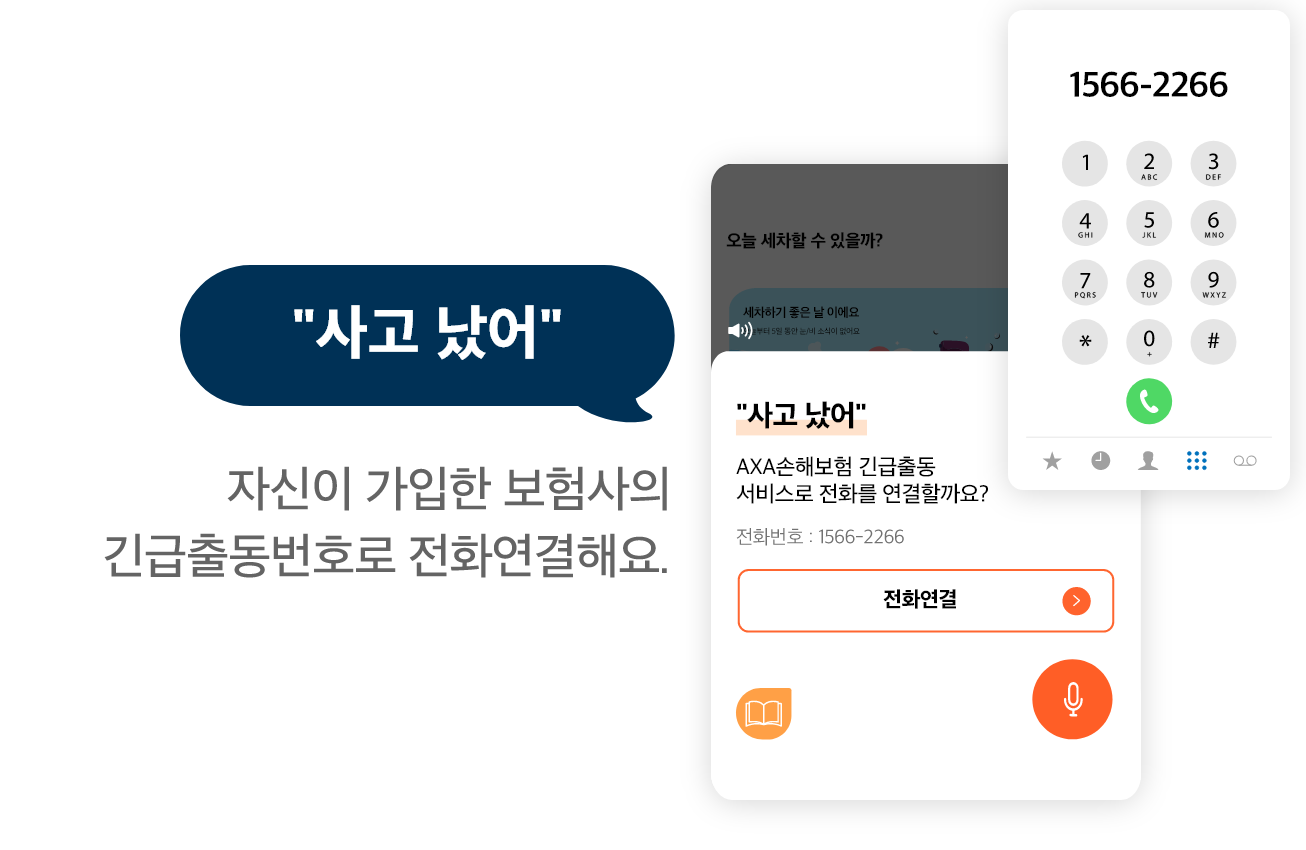 "사고 났어"
자신이 가입한 보험사의
긴급출동번호로 전화연결해요.
오늘 세차할 수 있을까?
세차하기 좋은 날 이에요
부터 5일 동안 눈/비 소식이 없어요
"사고 났어"
AXA손해보험 긴급출동
서비스로 전화를 연결할까요?
전화번호 : 1566-2266
전화연결
1566-2266
1 2 3
ABC DEF
4 5 6
GHI JKL MNO
7 8 9
PQRS TUV WXYZ
* 0 #
+